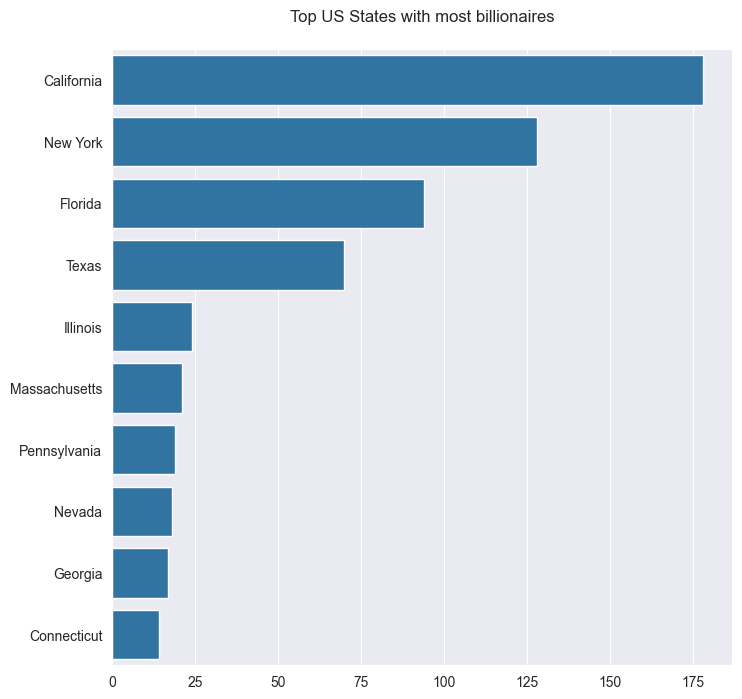 Top US States with most billionaires
California
New York
Florida
Texas
Illinois
Massachusetts
Pennsylvania
Nevada
Georgia
Connecticut
0 25 50 75 100 125 150 175